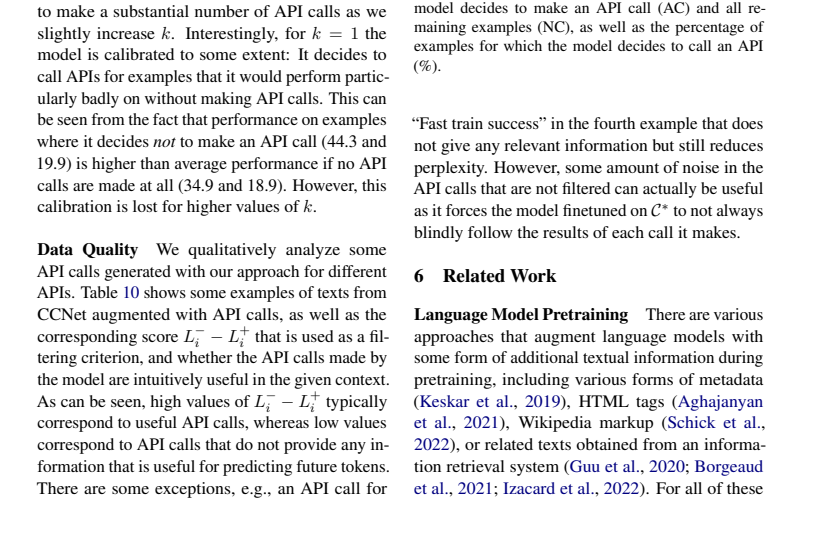 to make a substantial number of API calls as we
slightly increase k. Interestingly, for k = 1 the
model is calibrated to some extent: It decides to
call APIs for examples that it would perform partic-
ularly badly on without making API calls. This can
be seen from the fact that performance on examples
where it decides not to make an API call (44.3 and
19.9) is higher than average performance if no API
calls are made at all (34.9 and 18.9). However, this
calibration is lost for higher values of k.
Data Quality We qualitatively analyze some
API calls generated with our approach for different
APIs. Table 10 shows some examples of texts from
CCNet augmented with API calls, as well as the
corresponding score L_i^- − L_i^+ that is used as a fil-
tering criterion, and whether the API calls made by
the model are intuitively useful in the given context.
As can be seen, high values of L_i^- − L_i^+ typically
correspond to useful API calls, whereas low values
correspond to API calls that do not provide any in-
formation that is useful for predicting future tokens.
There are some exceptions, e.g., an API call for
model decides to make an API call (AC) and all re-
maining examples (NC), as well as the percentage of
examples for which the model decides to call an API
(%).
“Fast train success” in the fourth example that does
not give any relevant information but still reduces
perplexity. However, some amount of noise in the
API calls that are not filtered can actually be useful
as it forces the model finetuned on C* to not always
blindly follow the results of each call it makes.
6 Related Work
Language Model Pretraining There are various
approaches that augment language models with
some form of additional textual information during
pretraining, including various forms of metadata
(Keskar et al., 2019), HTML tags (Aghajanyan
et al., 2021), Wikipedia markup (Schick et al.,
2022), or related texts obtained from an informa-
tion retrieval system (Guu et al., 2020; Borgeaud
et al., 2021; Izacard et al., 2022). For all of these